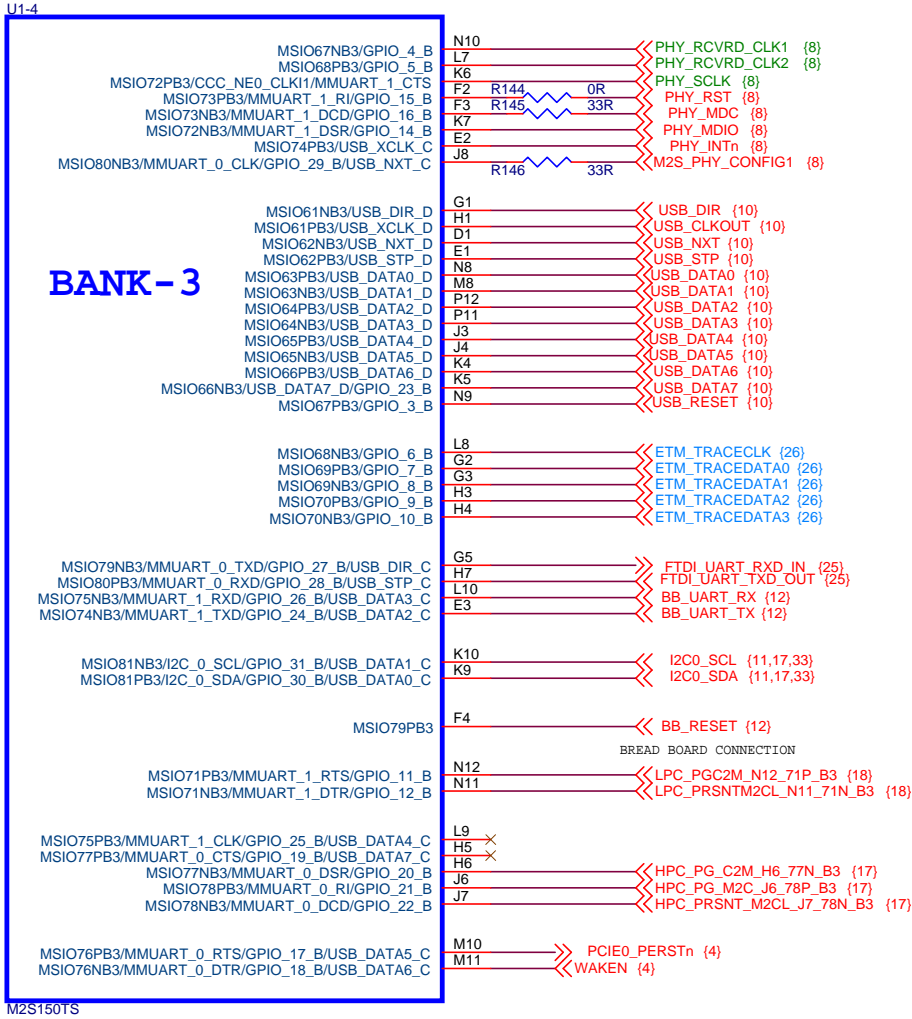 U1-4
MSIO67NB3/GPIO_4_B N10 PHY_RCVRD_CLK1 {8}
MSIO68PB3/GPIO_5_B L7 PHY_RCVRD_CLK2 {8}
MSIO72PB3/CCC_NE0_CLKI1/MMUART_1_CTS K6 PHY_SCLK {8}
MSIO73PB3/MMUART_1_RI/GPIO_15_B F2 R144 0R PHY_RST {8}
MSIO73NB3/MMUART_1_DCD/GPIO_16_B F3 R145 33R PHY_MDC {8}
MSIO72NB3/MMUART_1_DSR/GPIO_14_B K7 PHY_MDIO {8}
MSIO74PB3/USB_XCLK_C E2 PHY_INTn {8}
MSIO80NB3/MMUART_0_CLK/GPIO_29_B/USB_NXT_C J8 R146 33R M2S_PHY_CONFIG1 {8}
MSIO61NB3/USB_DIR_D G1 USB_DIR {10}
MSIO61PB3/USB_XCLK_D H1 USB_CLKOUT {10}
MSIO62NB3/USB_NXT_D D1 USB_NXT {10}
MSIO62PB3/USB_STP_D E1 USB_STP {10}
BANK-3
MSIO63PB3/USB_DATA0_D N8 USB_DATA0 {10}
MSIO63NB3/USB_DATA1_D M8 USB_DATA1 {10}
MSIO64PB3/USB_DATA2_D P12 USB_DATA2 {10}
MSIO64NB3/USB_DATA3_D P11 USB_DATA3 {10}
MSIO65PB3/USB_DATA4_D J3 USB_DATA4 {10}
MSIO65NB3/USB_DATA5_D J4 USB_DATA5 {10}
MSIO66PB3/USB_DATA6_D K4 USB_DATA6 {10}
MSIO66NB3/USB_DATA7_D/GPIO_23_B K5 USB_DATA7 {10}
MSIO67PB3/GPIO_3_B N9 USB_RESET {10}
MSIO68NB3/GPIO_6_B L8 ETM_TRACECLK {26}
MSIO69PB3/GPIO_7_B G2 ETM_TRACEDATA0 {26}
MSIO69NB3/GPIO_8_B G3 ETM_TRACEDATA1 {26}
MSIO70PB3/GPIO_9_B H3 ETM_TRACEDATA2 {26}
MSIO70NB3/GPIO_10_B H4 ETM_TRACEDATA3 {26}
MSIO79NB3/MMUART_0_TXD/GPIO_27_B/USB_DIR_C G5 FTDI_UART_RXD_IN {25}
MSIO80PB3/MMUART_0_RXD/GPIO_28_B/USB_STP_C H7 FTDI_UART_TXD_OUT {25}
MSIO75NB3/MMUART_1_RXD/GPIO_26_B/USB_DATA3_C L10 BB_UART_RX {12}
MSIO74NB3/MMUART_1_TXD/GPIO_24_B/USB_DATA2_C E3 BB_UART_TX {12}
MSIO81NB3/I2C_0_SCL/GPIO_31_B/USB_DATA1_C K10 I2C0_SCL {11,17,33}
MSIO81PB3/I2C_0_SDA/GPIO_30_B/USB_DATA0_C K9 I2C0_SDA {11,17,33}
MSIO79PB3 F4 BB_RESET {12}
BREAD BOARD CONNECTION
MSIO71PB3/MMUART_1_RTS/GPIO_11_B N12 LPC_PGC2M_N12_71P_B3 {18}
MSIO71NB3/MMUART_1_DTR/GPIO_12_B N11 LPC_PRSNTM2CL_N11_71N_B3 {18}
MSIO75PB3/MMUART_1_CLK/GPIO_25_B/USB_DATA4_C L9
MSIO77PB3/MMUART_0_CTS/GPIO_19_B/USB_DATA7_C H5
MSIO77NB3/MMUART_0_DSR/GPIO_20_B H6 HPC_PG_C2M_H6_77N_B3 {17}
MSIO78PB3/MMUART_0_RI/GPIO_21_B J6 HPC_PG_M2C_J6_78P_B3 {17}
MSIO78NB3/MMUART_0_DCD/GPIO_22_B J7 HPC_PRSNT_M2CL_J7_78N_B3 {17}
MSIO76PB3/MMUART_0_RTS/GPIO_17_B/USB_DATA5_C M10 PCIE0_PERSTn {4}
MSIO76NB3/MMUART_0_DTR/GPIO_18_B/USB_DATA6_C M11 WAKEN {4}
M2S150TS